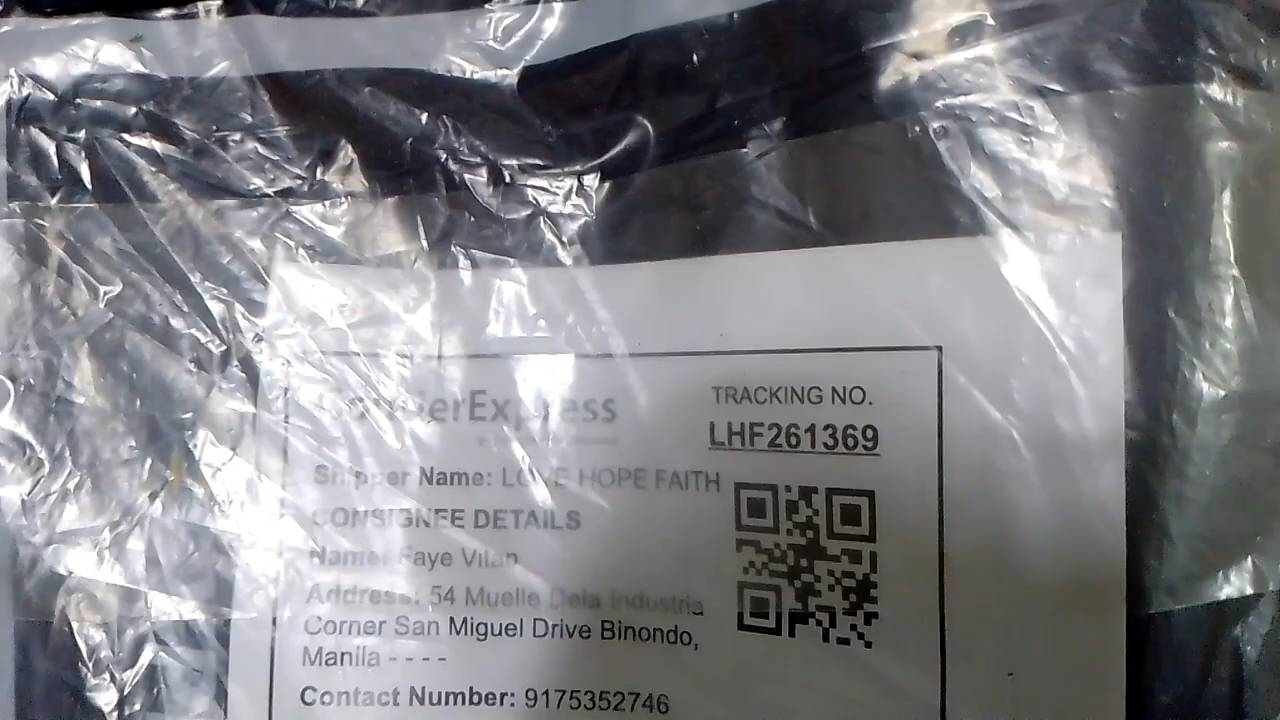 TRACKING NO.
LHF261369
Shipper Name: LOVE HOPE FAITH
CONSIGNEE DETAILS
Name: Faye Vitan
Address: 54 Muelle Dela Industria
Corner San Miguel Drive Binondo,
Manila - - - -
Contact Number: 9175352746